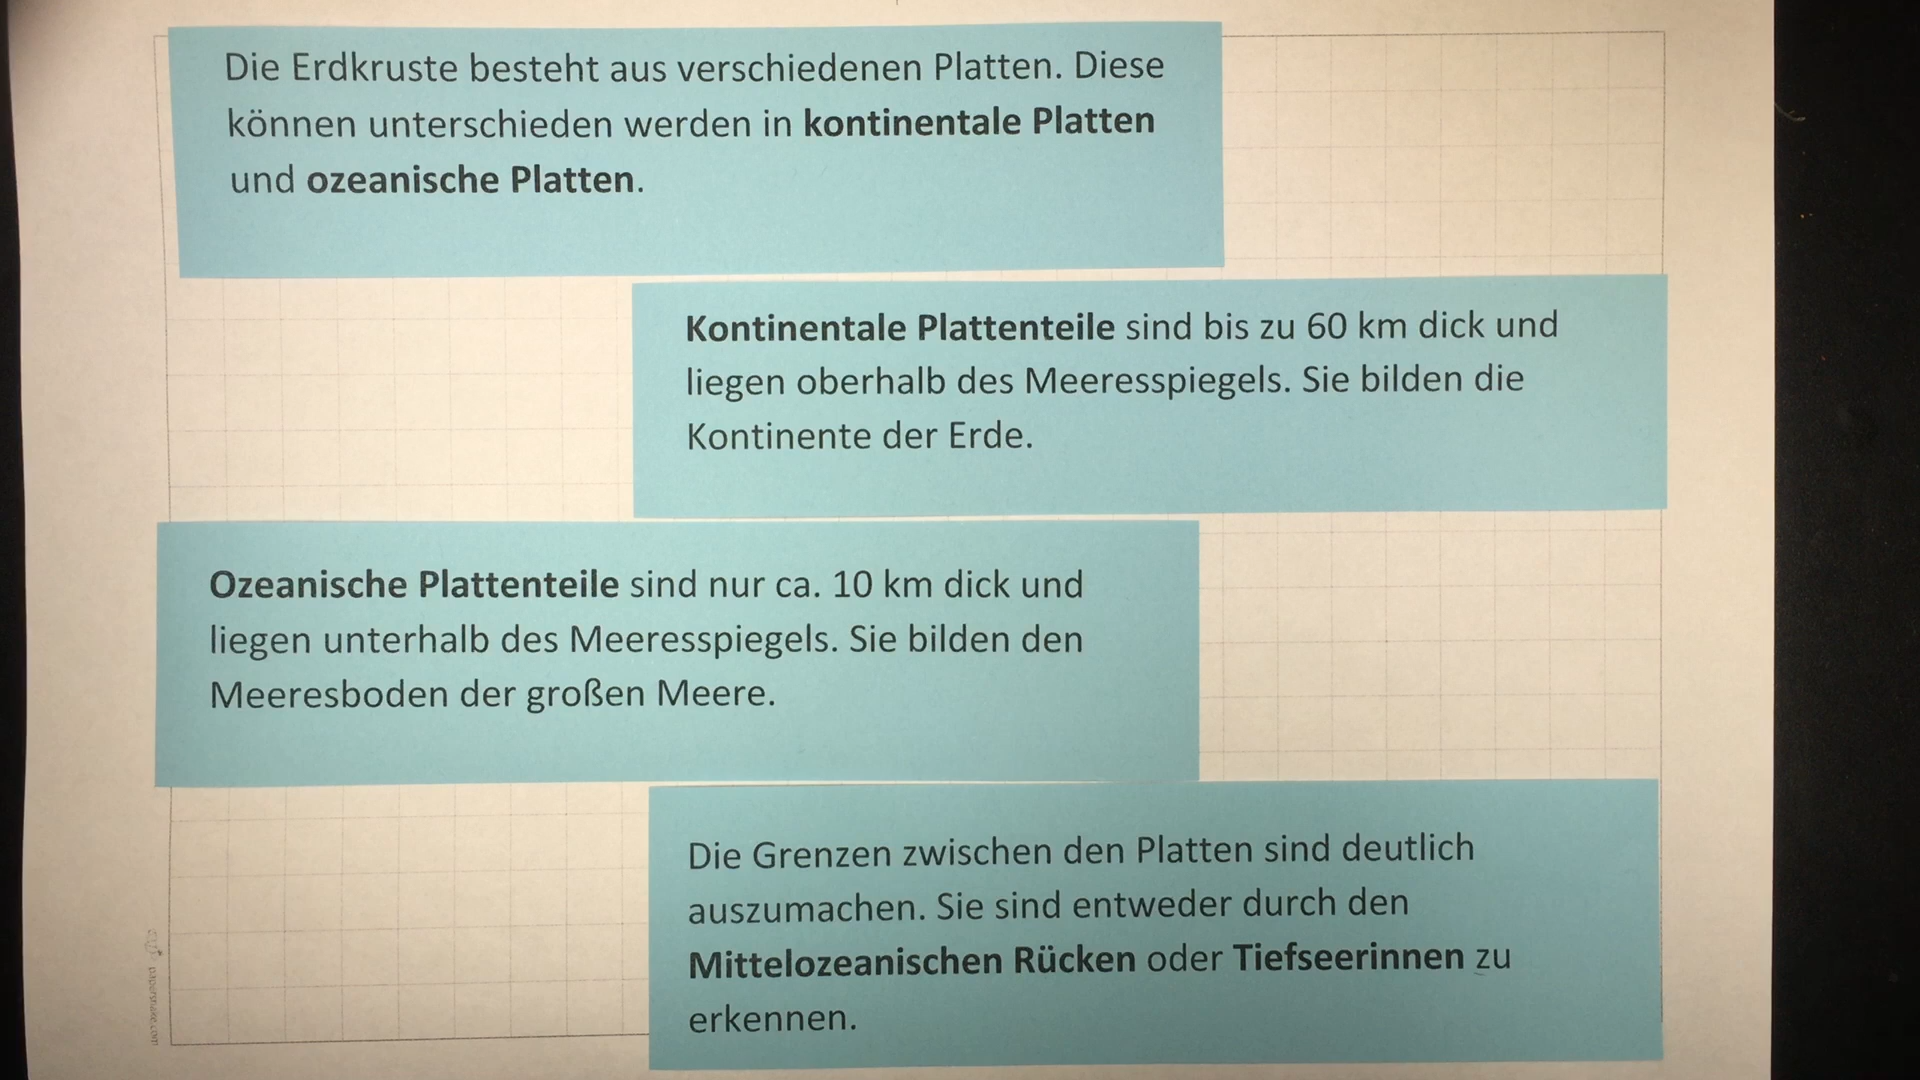 Die Erdkruste besteht aus verschiedenen Platten. Diese
können unterschieden werden in kontinentale Platten
und ozeanische Platten.
Kontinentale Plattenteile sind bis zu 60 km dick und
liegen oberhalb des Meeresspiegels. Sie bilden die
Kontinente der Erde.
Ozeanische Plattenteile sind nur ca. 10 km dick und
liegen unterhalb des Meeresspiegels. Sie bilden den
Meeresboden der großen Meere.
Die Grenzen zwischen den Platten sind deutlich
auszumachen. Sie sind entweder durch den
Mittelozeanischen Rücken oder Tiefseerinnen zu
erkennen.